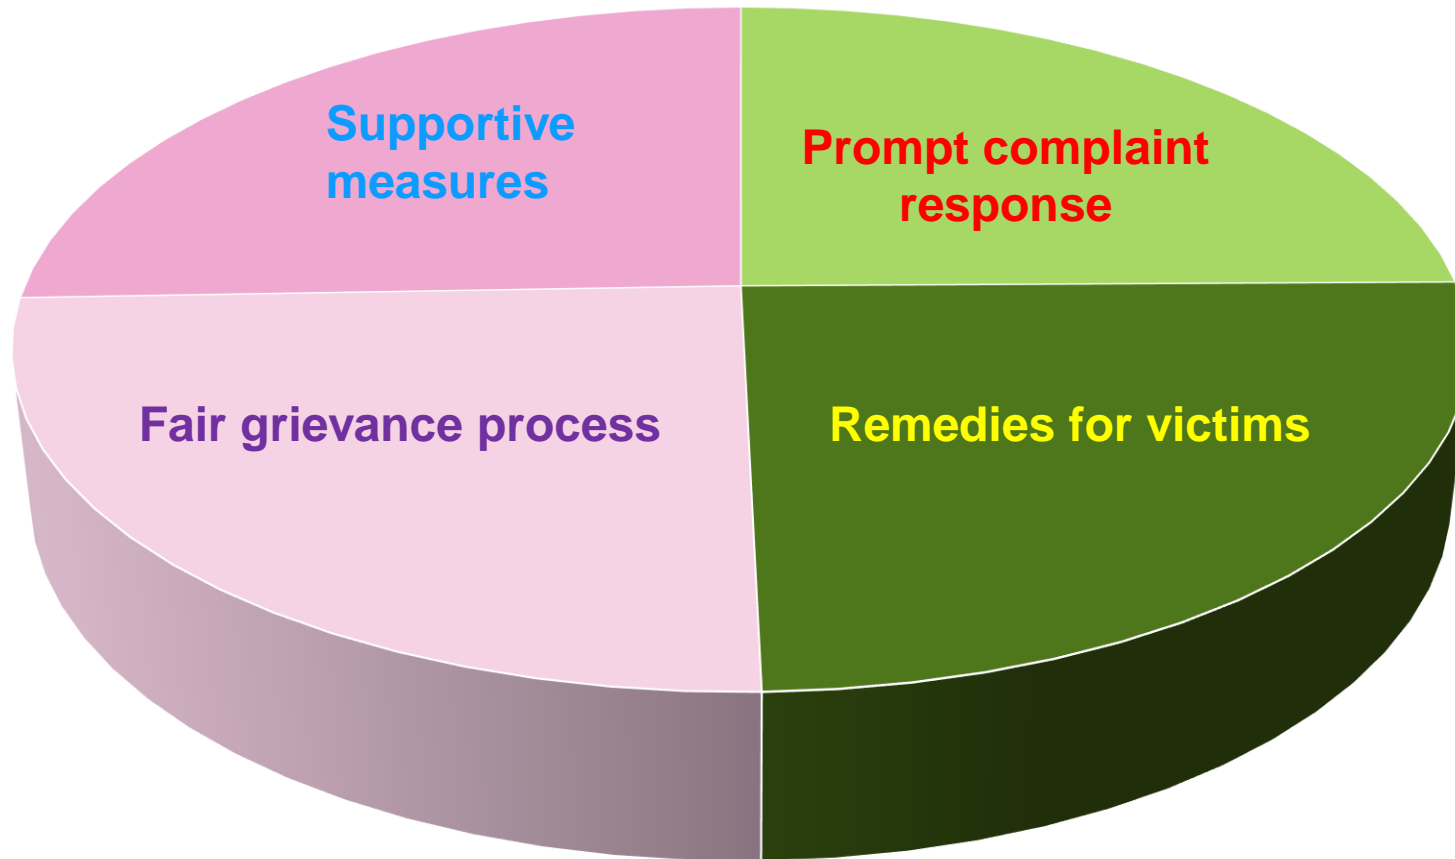 Supportive
measures
Prompt complaint
response
Fair grievance process
Remedies for victims